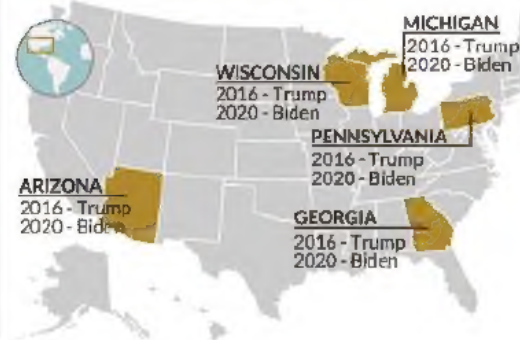 MICHIGAN
2016 - Trump
2020 - Biden
WISCONSIN
2016 - Trump
2020 - Biden
PENNSYLVANIA
2016 - Trump
2020 - Biden
ARIZONA
2016 - Trump
2020 - Biden
GEORGIA
2016 - Trump
2020 - Biden